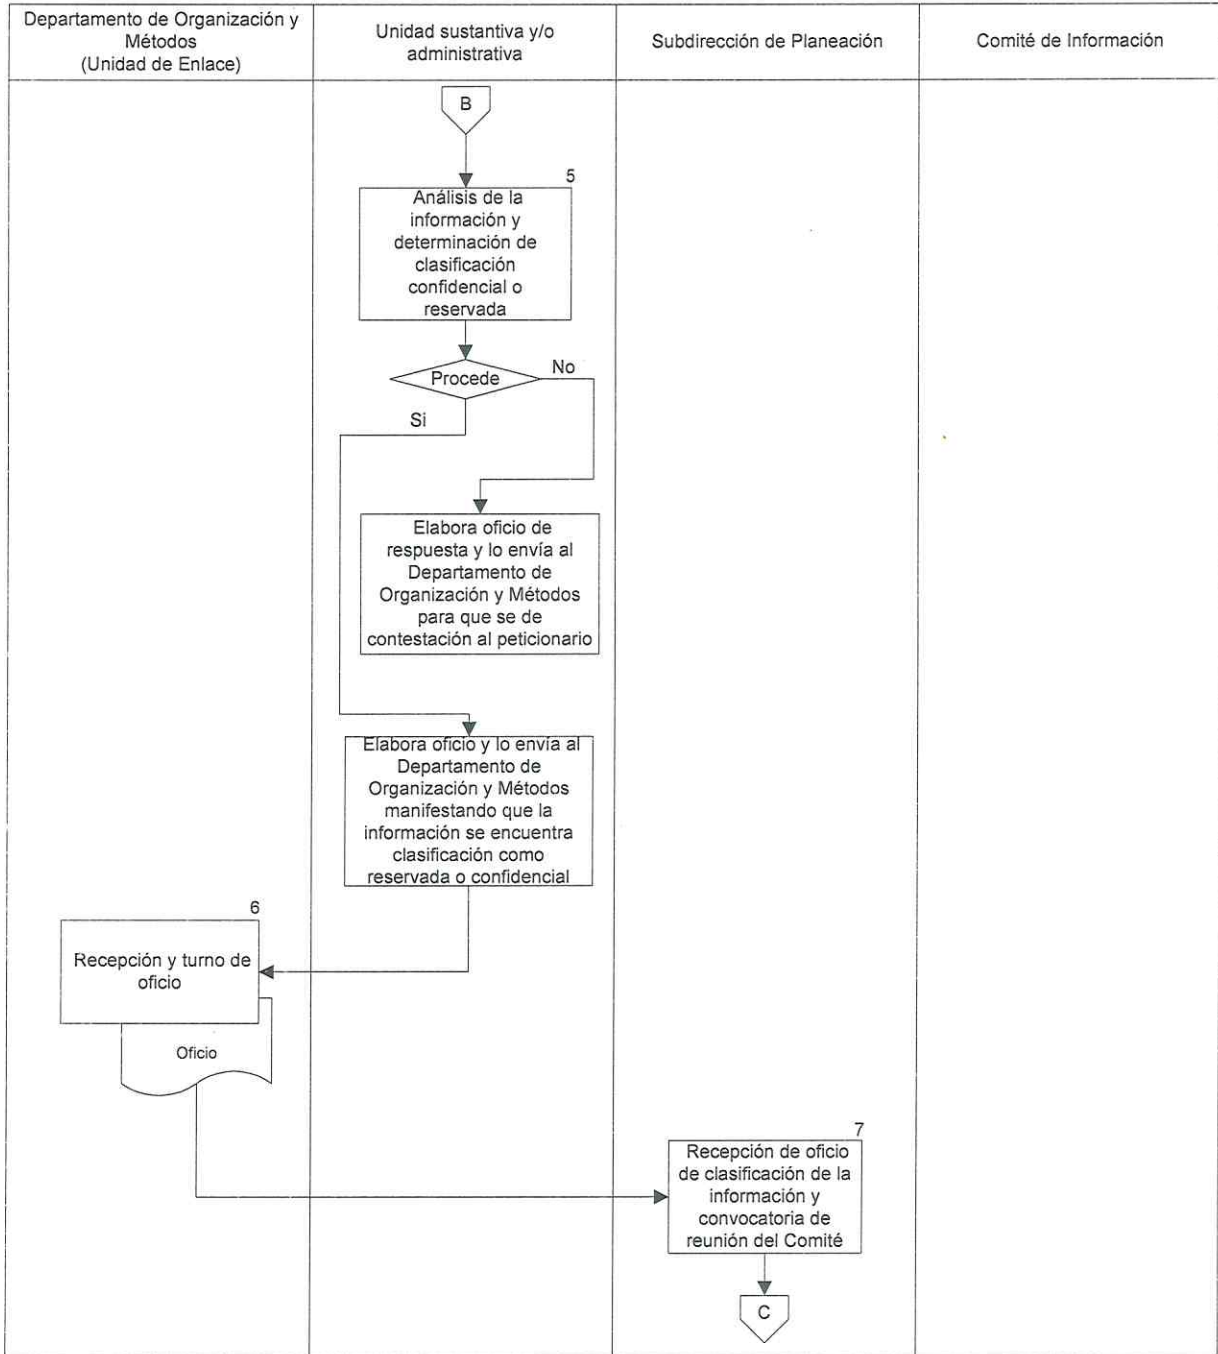 Departamento de Organización y
Métodos
(Unidad de Enlace)
Unidad sustantiva y/o
administrativa
Subdirección de Planeación
Comité de Información
B
5
Análisis de la
información y
determinación de
clasificación
confidencial o
reservada
Procede
No
Si
Elabora oficio de
respuesta y lo envía al
Departamento de
Organización y Métodos
para que se de
contestación al peticionario
Elabora oficio y lo envía al
Departamento de
Organización y Métodos
manifestando que la
información se encuentra
clasificación como
reservada o confidencial
6
Recepción y turno de
oficio
Oficio
7
Recepción de oficio
de clasificación de la
información y
convocatoria de
reunión del Comité
C